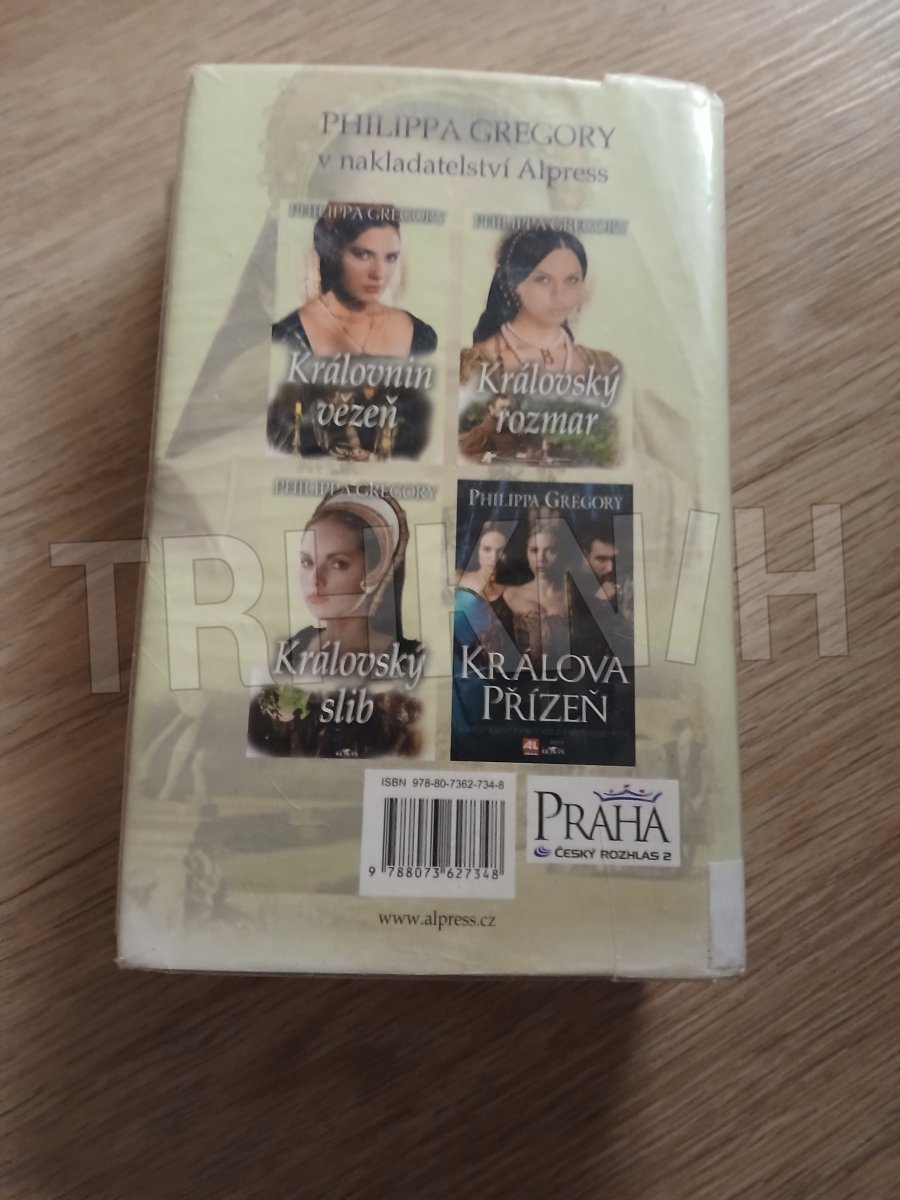 PHILIPPA GREGORY
v nakladatelství Alpress
PHILIPPA GREGORY
Královnin
vězeň
PHILIPPA GREGORY
Královský
rozmar
PHILIPPA GREGORY
Královský
slib
PHILIPPA GREGORY
KRÁLOVA
PŘÍZEŇ
TRHKNIH
ISBN 978-80-7362-734-8
9 788073 627348
PRAHA
ČESKÝ ROZHLAS 2
www.alpress.cz